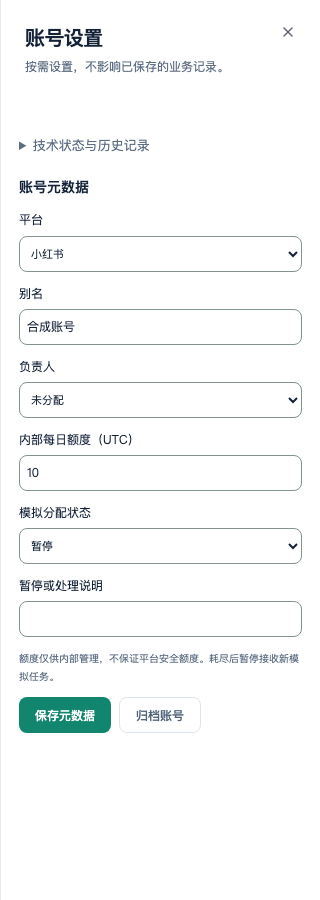 账号设置
按需设置，不影响已保存的业务记录。
技术状态与历史记录
账号元数据
平台
小红书
别名
合成账号
负责人
未分配
内部每日额度（UTC）
10
模拟分配状态
暂停
暂停或处理说明
额度仅供内部管理，不保证平台安全额度。耗尽后暂停接收新模
拟任务。
保存元数据
归档账号